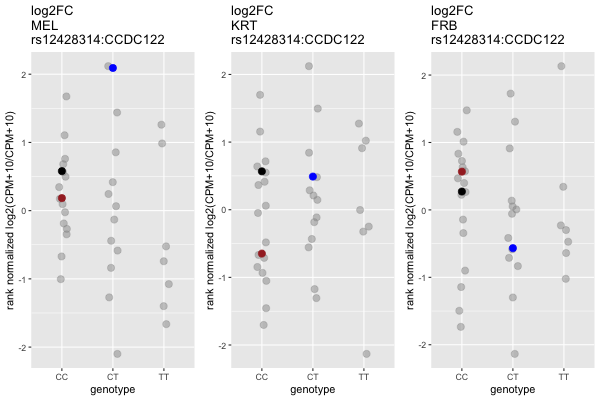 log2FC
MEL
rs12428314:CCDC122
rank normalized log2(CPM+10/CPM+10)
2
1
0
-1
-2
CC CT TT
genotype
log2FC
KRT
rs12428314:CCDC122
rank normalized log2(CPM+10/CPM+10)
2
1
0
-1
-2
CC CT TT
genotype
log2FC
FRB
rs12428314:CCDC122
rank normalized log2(CPM+10/CPM+10)
2
1
0
-1
-2
CC CT TT
genotype